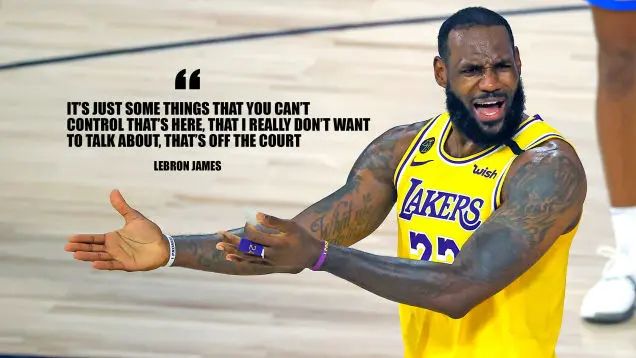 “
IT'S JUST SOME THINGS THAT YOU CAN'T
CONTROL THAT'S HERE, THAT I REALLY DON'T WANT
TO TALK ABOUT, THAT'S OFF THE COURT
LEBRON JAMES
wish
LAKERS
23